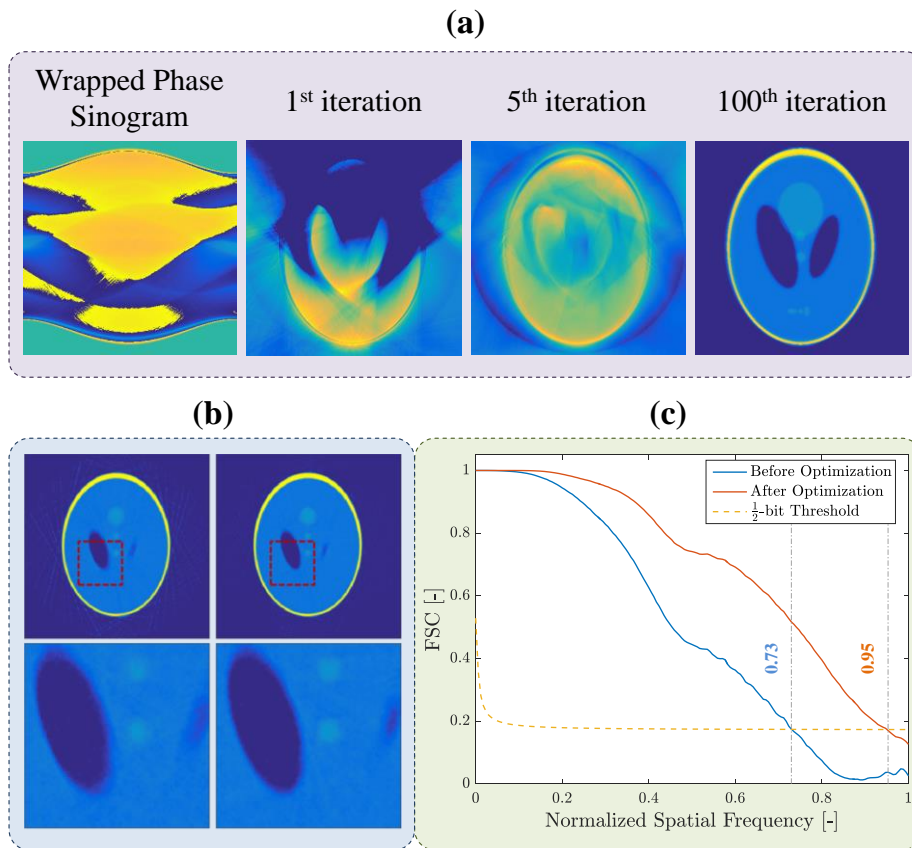 (a)
Wrapped Phase
Sinogram
1st iteration
5th iteration
100th iteration
(b)
(c)
1
0.8
0.6
0.4
0.2
0
0
0.2
0.4
0.6
0.8
1
FSC [-]
Normalized Spatial Frequency [-]
Before Optimization
After Optimization
1/2-bit Threshold
0.73
0.95